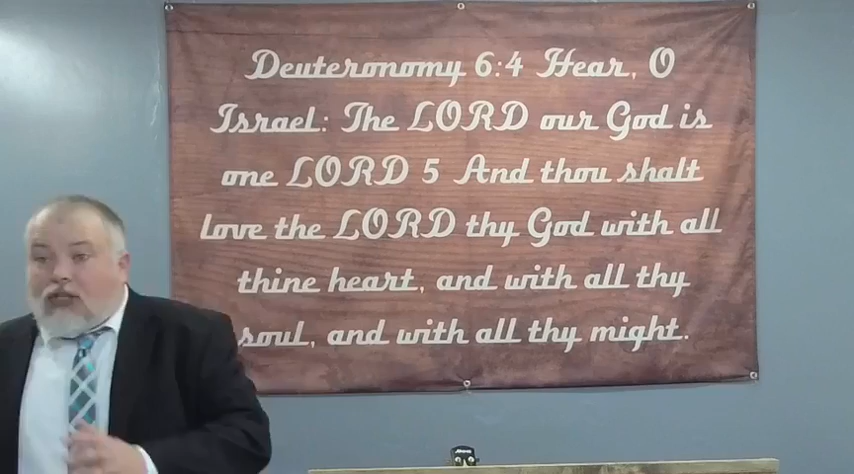 Deuteronomy 6:4 Hear, O
Israel: The LORD our God is
one LORD 5 And thou shalt
love the LORD thy God with all
thine heart, and with all thy
soul, and with all thy might.